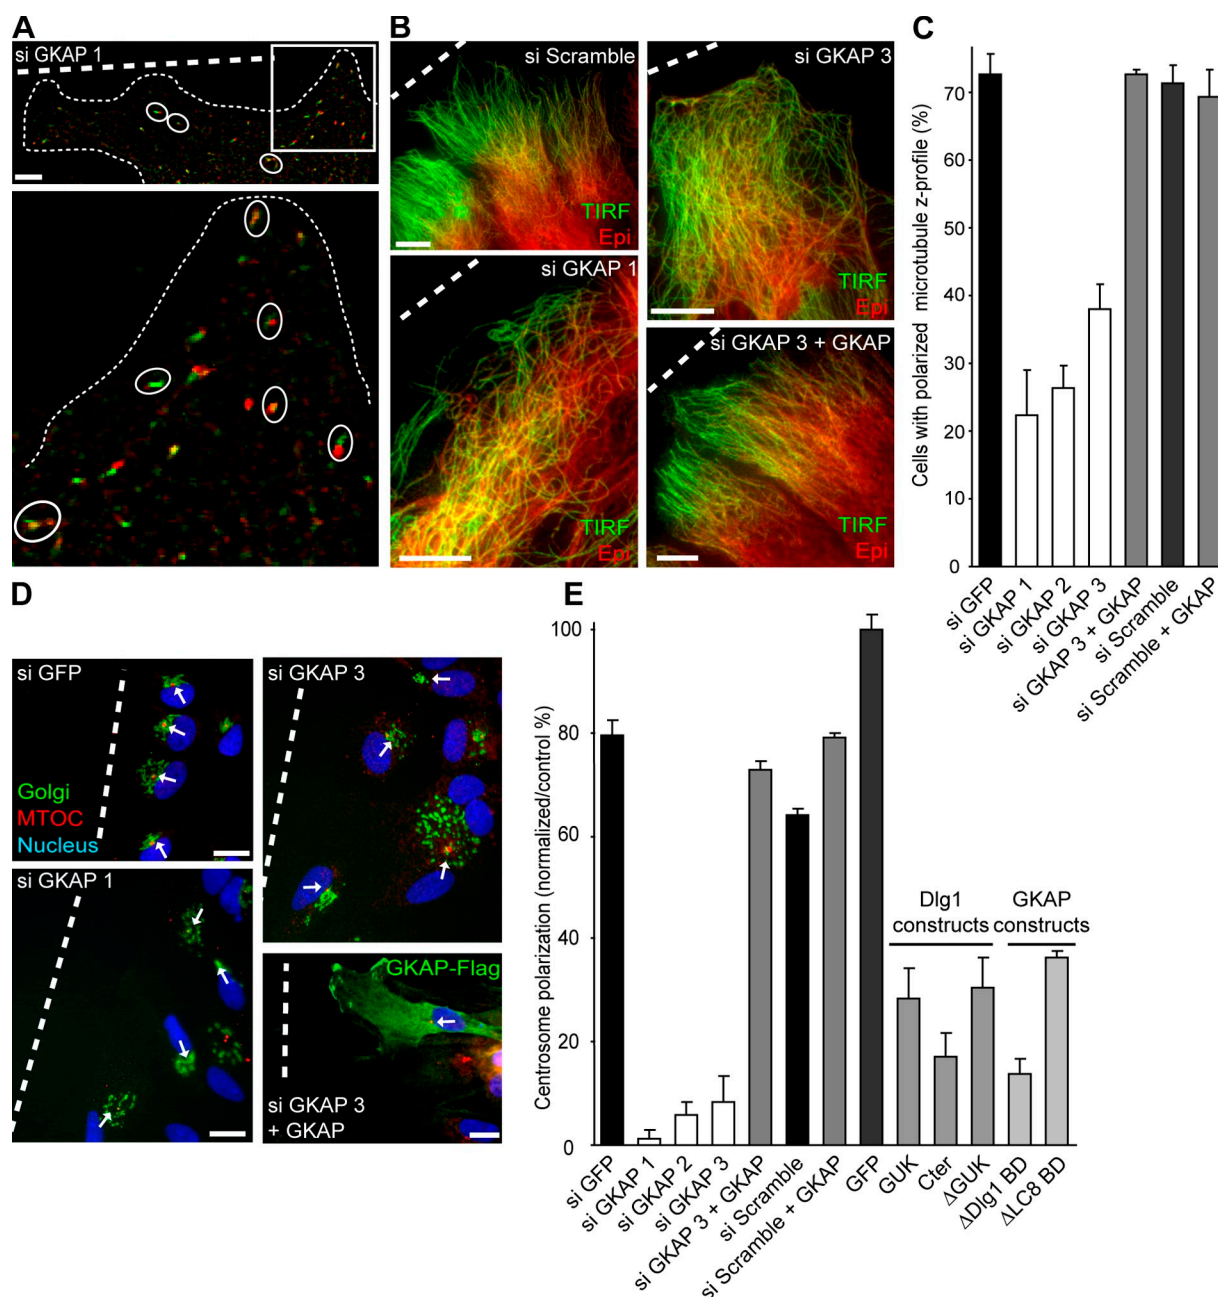 A
si GKAP 1
B
si Scramble
TIRF
Epi
si GKAP 3
TIRF
Epi
si GKAP 1
TIRF
Epi
si GKAP 3 + GKAP
TIRF
Epi
C
Cells with polarized microtubule z-profile (%)
70
60
50
40
30
20
10
0
si GFP
si GKAP 1
si GKAP 2
si GKAP 3
si GKAP 3 + GKAP
si Scramble
si Scramble + GKAP
D
si GFP
Golgi
MTOC
Nucleus
si GKAP 3
si GKAP 1
GKAP-Flag
si GKAP 3
+ GKAP
E
Centrosome polarization (normalized/control %)
100
80
60
40
20
0
Dlg1
constructs
GKAP
constructs
si GFP
si GKAP 1
si GKAP 2
si GKAP 3
si GKAP 3 + GKAP
si Scramble
si Scramble + GKAP
GFP
GUK
Cter
ΔGUK
ΔDlg1 BD
ΔLC8 BD